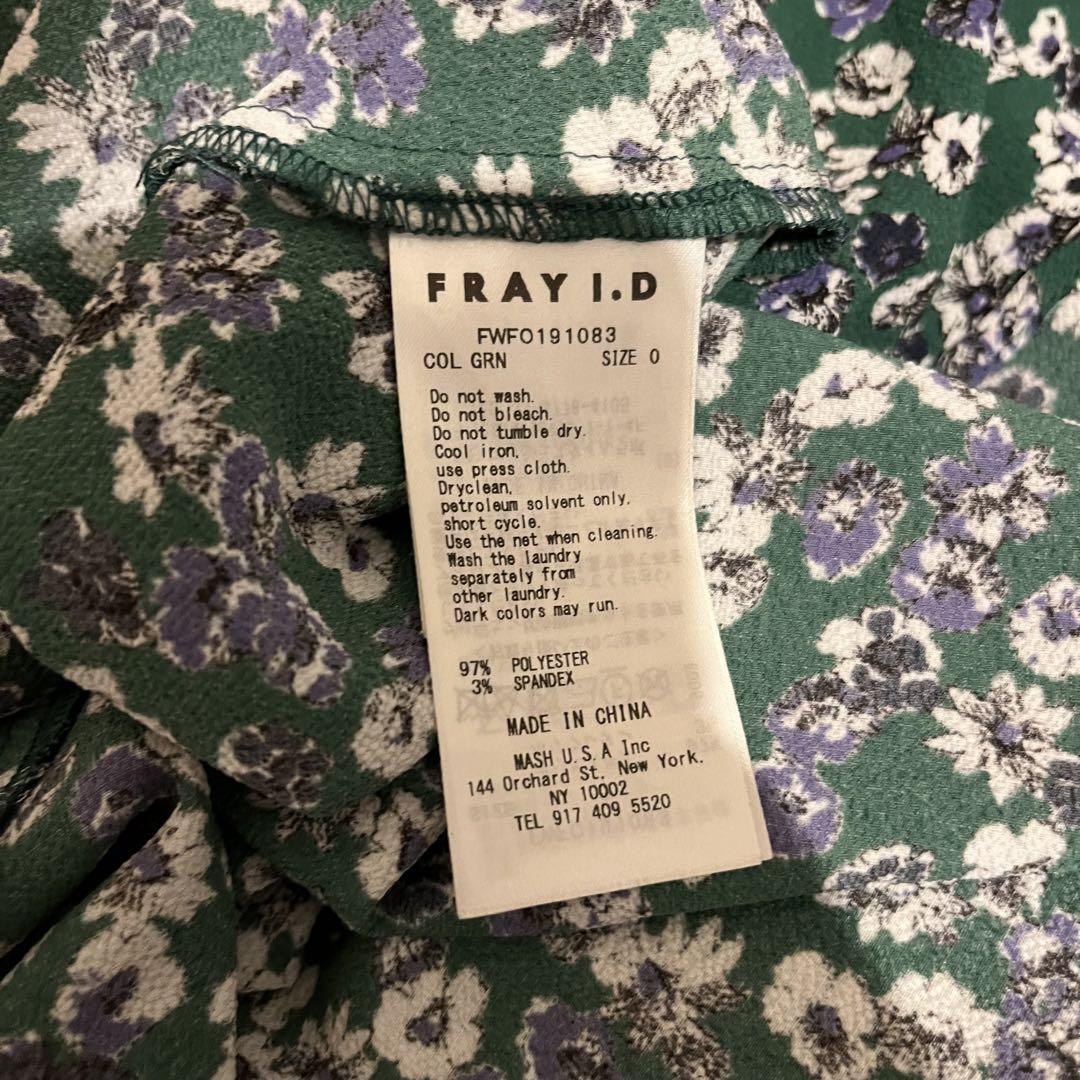 FRAY I.D
FWFO191083
COL GRN SIZE 0
Do not wash.
Do not bleach.
Do not tumble dry.
Cool iron,
use press cloth.
Dryclean,
petroleum solvent only.
short cycle.
Use the net when cleaning.
Wash the laundry
separately from
other laundry.
Dark colors may run.
97% POLYESTER
3% SPANDEX
MADE IN CHINA
MASH U.S.A Inc
144 Orchard St. New York.
NY 10002
TEL 917 409 5520